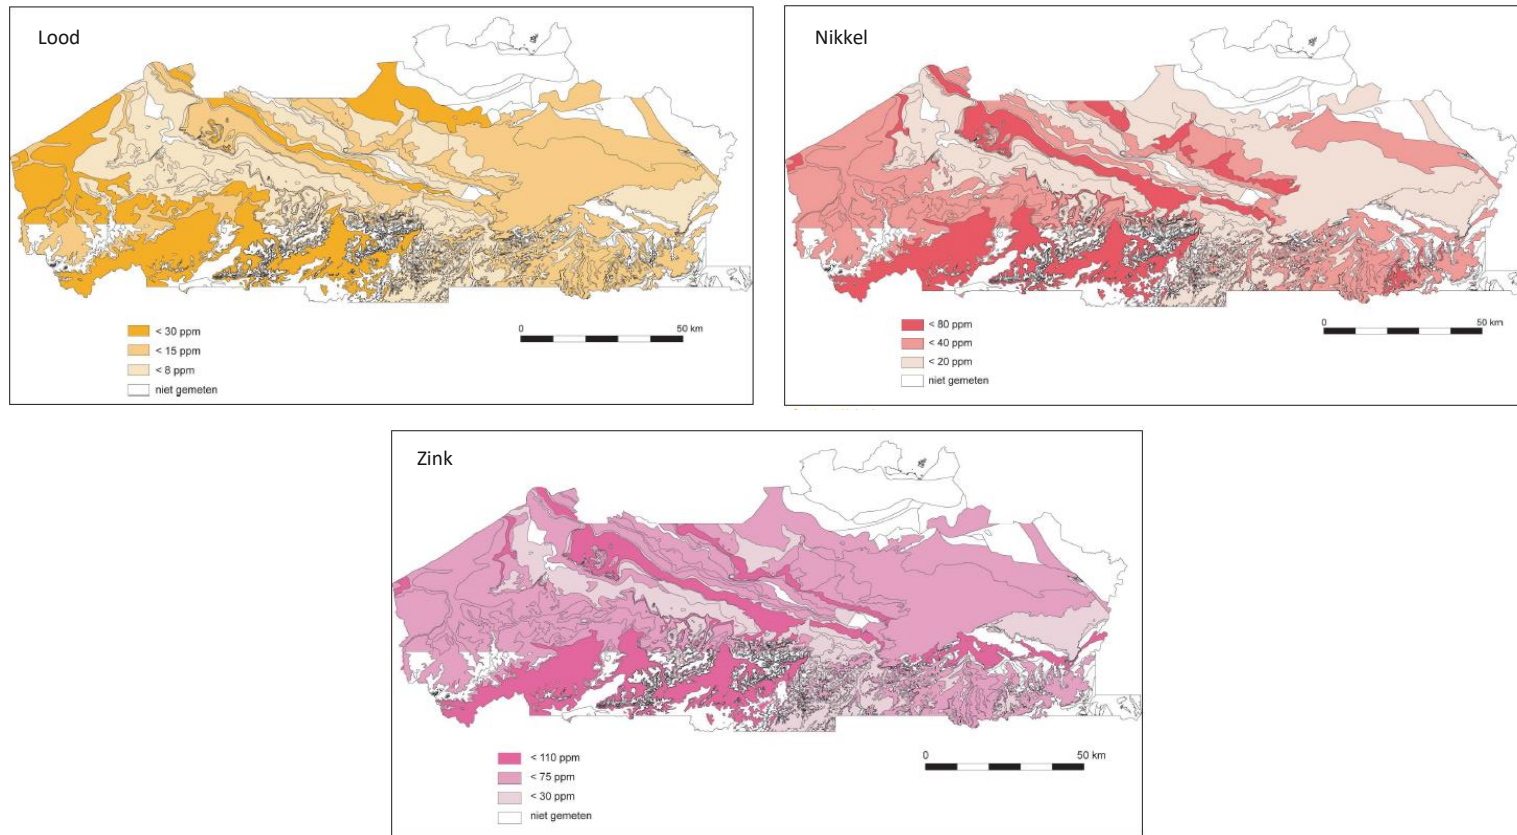 Lood
< 30 ppm
< 15 ppm
< 8 ppm
niet gemeten
0 50 km
Nikkel
< 80 ppm
< 40 ppm
< 20 ppm
niet gemeten
0 50 km
Zink
< 110 ppm
< 75 ppm
< 30 ppm
niet gemeten
0 50 km